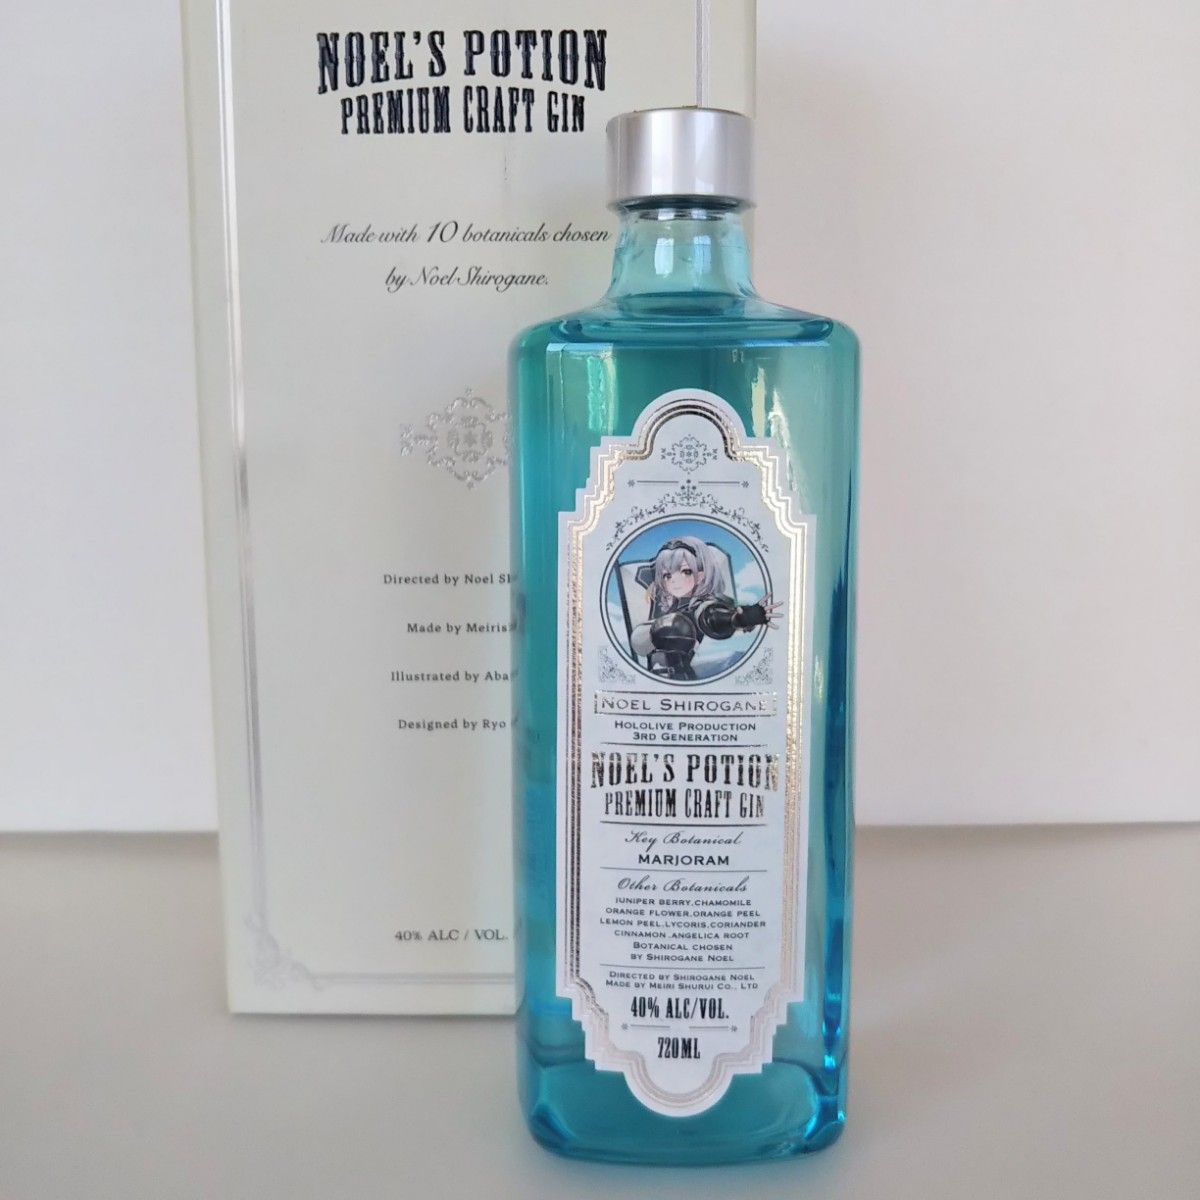 NOEL'S POTION
PREMIUM CRAFT GIN
Made with 10 botanicals chosen
by Noel Shirogane.
Directed by Noel
Made by
Illustrated by
Designed by Ryo
40% ALC / VOL.
NOEL SHIROGANE
HOLOLIVE PRODUCTION
3RD GENERATION
NOEL'S POTION
PREMIUM CRAFT GIN
Key Botanical
MARJORAM
Other Botanicals
JUNIPER BERRY,CHAMOMILE
ORANGE FLOWER,ORANGE PEEL
LEMON PEEL,LYCORIS,CORIANDER
CINNAMON,ANGELICA ROOT
BOTANICAL CHOSEN
BY SHIROGANE NOEL
DIRECTED BY SHIROGANE NOEL
MADE BY MEIRI SHURUI CO., LTD
40% ALC/VOL.
720ML